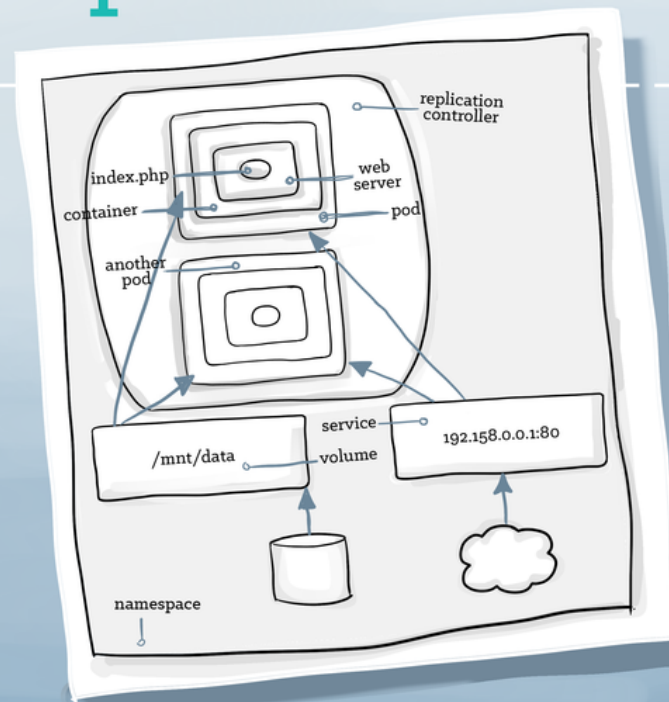 replication
controller
index.php
web
server
container
pod
another
pod
service
192.158.0.0.1:80
/mnt/data
volume
namespace